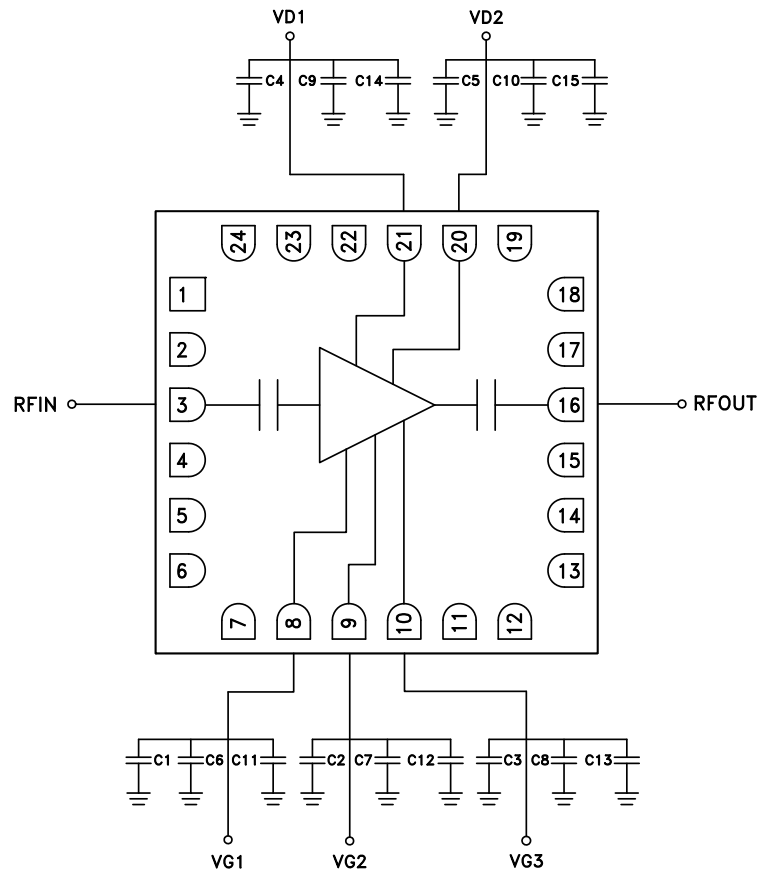 VD1 VD2
C4 C9 C14 C5 C10 C15
24 23 22 21 20 19
1 18
2 17
RFIN 3 16 RFOUT
4 15
5 14
6 13
7 8 9 10 11 12
C1 C6 C11 C2 C7 C12 C3 C8 C13
VG1 VG2 VG3